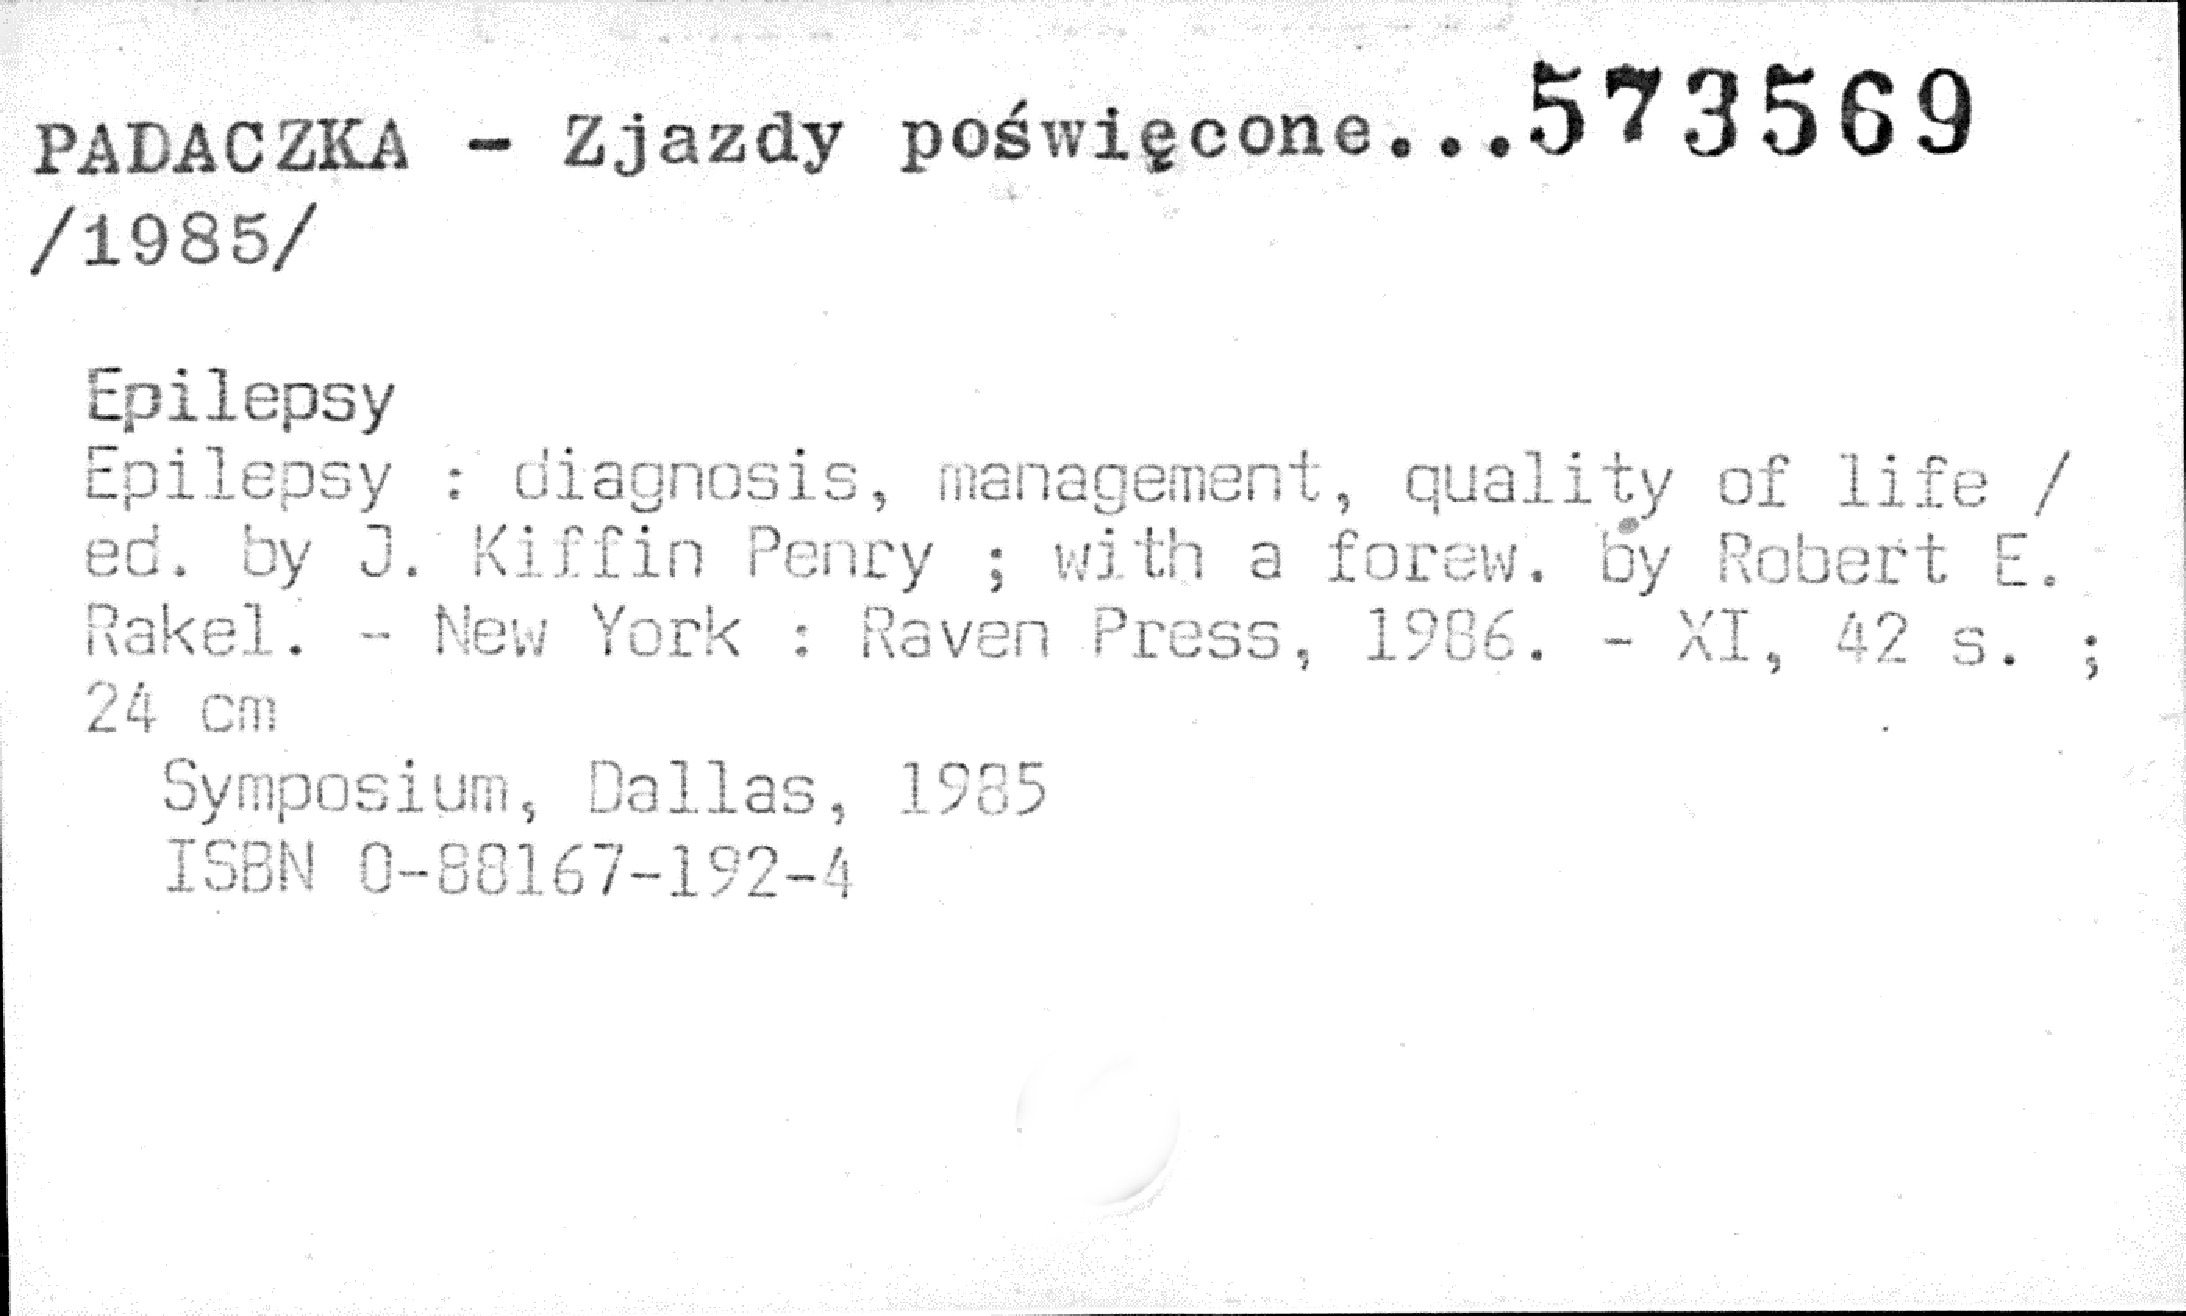 PADACZKA - Zjazdy poświęcone...573569
/1985/
Epilepsy
Epilepsy : diagnosis, management, quality of life /
ed. by J. Kiffin Penry ; with a forew. by Robert E.
Rakel. - New York : Raven Press, 1986. - XI, 42 s. ;
24 cm
Symposium, Dallas, 1985
ISBN 0-88167-192-4